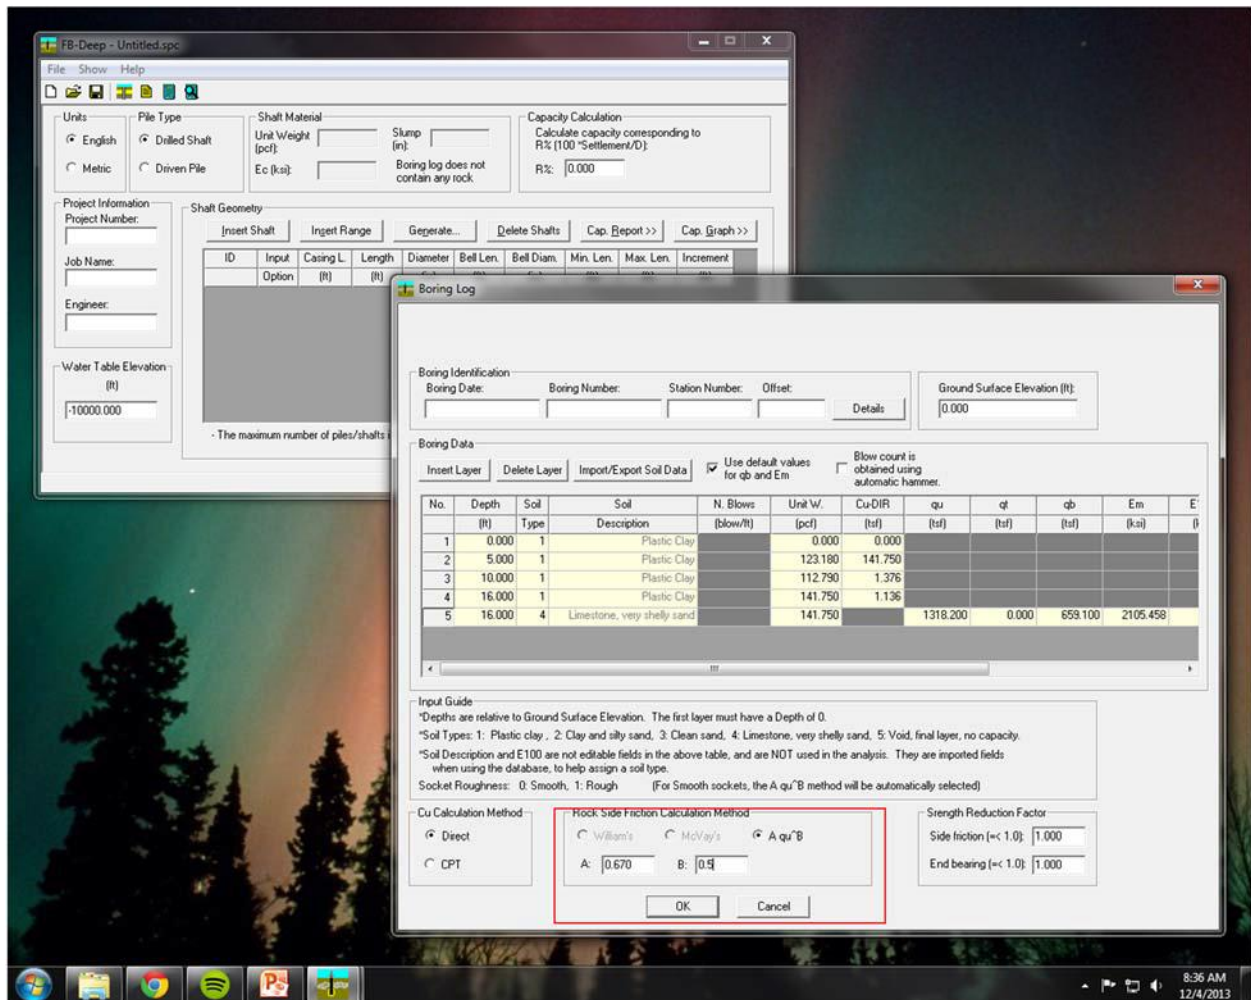 FB-Deep - Untitled.spc
File Show Help
Units
English
Metric
Pile Type
Drilled Shaft
Driven Pile
Shaft Material
Unit Weight (pcf):
Slump (in):
Ec (ksi):
Boring log does not
contain any rock
Capacity Calculation
Calculate capacity corresponding to
R% (100 *Settlement/D):
R%: 0.000
Project Information
Project Number:
Job Name:
Engineer:
Water Table Elevation
(ft)
-10000.000
Shaft Geometry
Insert Shaft Insert Range Generate... Delete Shafts Cap. Report >> Cap. Graph >>
ID Input Casing L. Length Diameter Bell Len. Bell Diam. Min. Len. Max. Len. Increment
Option (ft) (ft)
- The maximum number of piles/shafts i
Boring Log
Boring Identification
Boring Date: Boring Number: Station Number: Offset:
Details
Ground Surface Elevation (ft):
0.000
Boring Data
Insert Layer Delete Layer Import/Export Soil Data
Use default values
for qb and Em
Blow count is
obtained using
automatic hammer.
No. Depth Soil Soil N. Blows Unit W. Cu-DIR qu qt qb Em E
(ft) Type Description (blow/ft) (pcf) (tsf) (tsf) (tsf) (tsf) (ksi)
1 0.000 1 Plastic Clay 0.000 0.000
2 5.000 1 Plastic Clay 123.180 141.750
3 10.000 1 Plastic Clay 112.790 1.376
4 16.000 1 Plastic Clay 141.750 1.136
5 16.000 4 Limestone, very shelly sand 141.750 1318.200 0.000 659.100 2105.458
Input Guide
*Depths are relative to Ground Surface Elevation. The first layer must have a Depth of 0.
*Soil Types: 1: Plastic clay , 2: Clay and silty sand, 3: Clean sand, 4: Limestone, very shelly sand, 5: Void, final layer, no capacity.
*Soil Description and E100 are not editable fields in the above table, and are NOT used in the analysis. They are imported fields
when using the database, to help assign a soil type.
Socket Roughness: 0: Smooth, 1: Rough (For Smooth sockets, the A qu^B method will be automatically selected)
Cu Calculation Method
Direct
CPT
Rock Side Friction Calculation Method
William's McVay's A qu^B
A: 0.670 B: 0.5
Srength Reduction Factor
Side friction (=< 1.0): 1.000
End bearing (=< 1.0): 1.000
OK Cancel
8:36 AM
12/4/2013